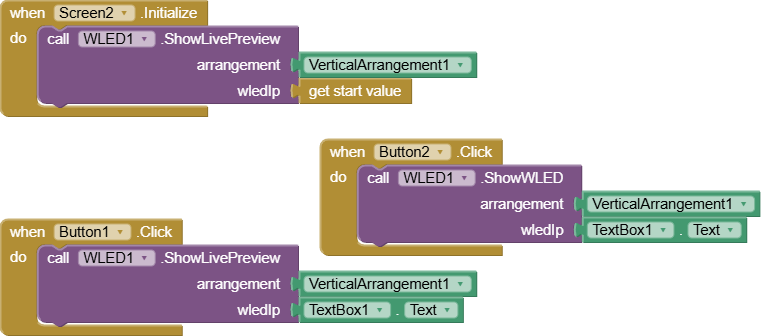 when Screen2 .Initialize
do call WLED1 .ShowLivePreview
arrangement VerticalArrangement1
wledIp get start value
when Button2 .Click
do call WLED1 .ShowWLED
arrangement VerticalArrangement1
wledIp TextBox1 . Text
when Button1 .Click
do call WLED1 .ShowLivePreview
arrangement VerticalArrangement1
wledIp TextBox1 . Text